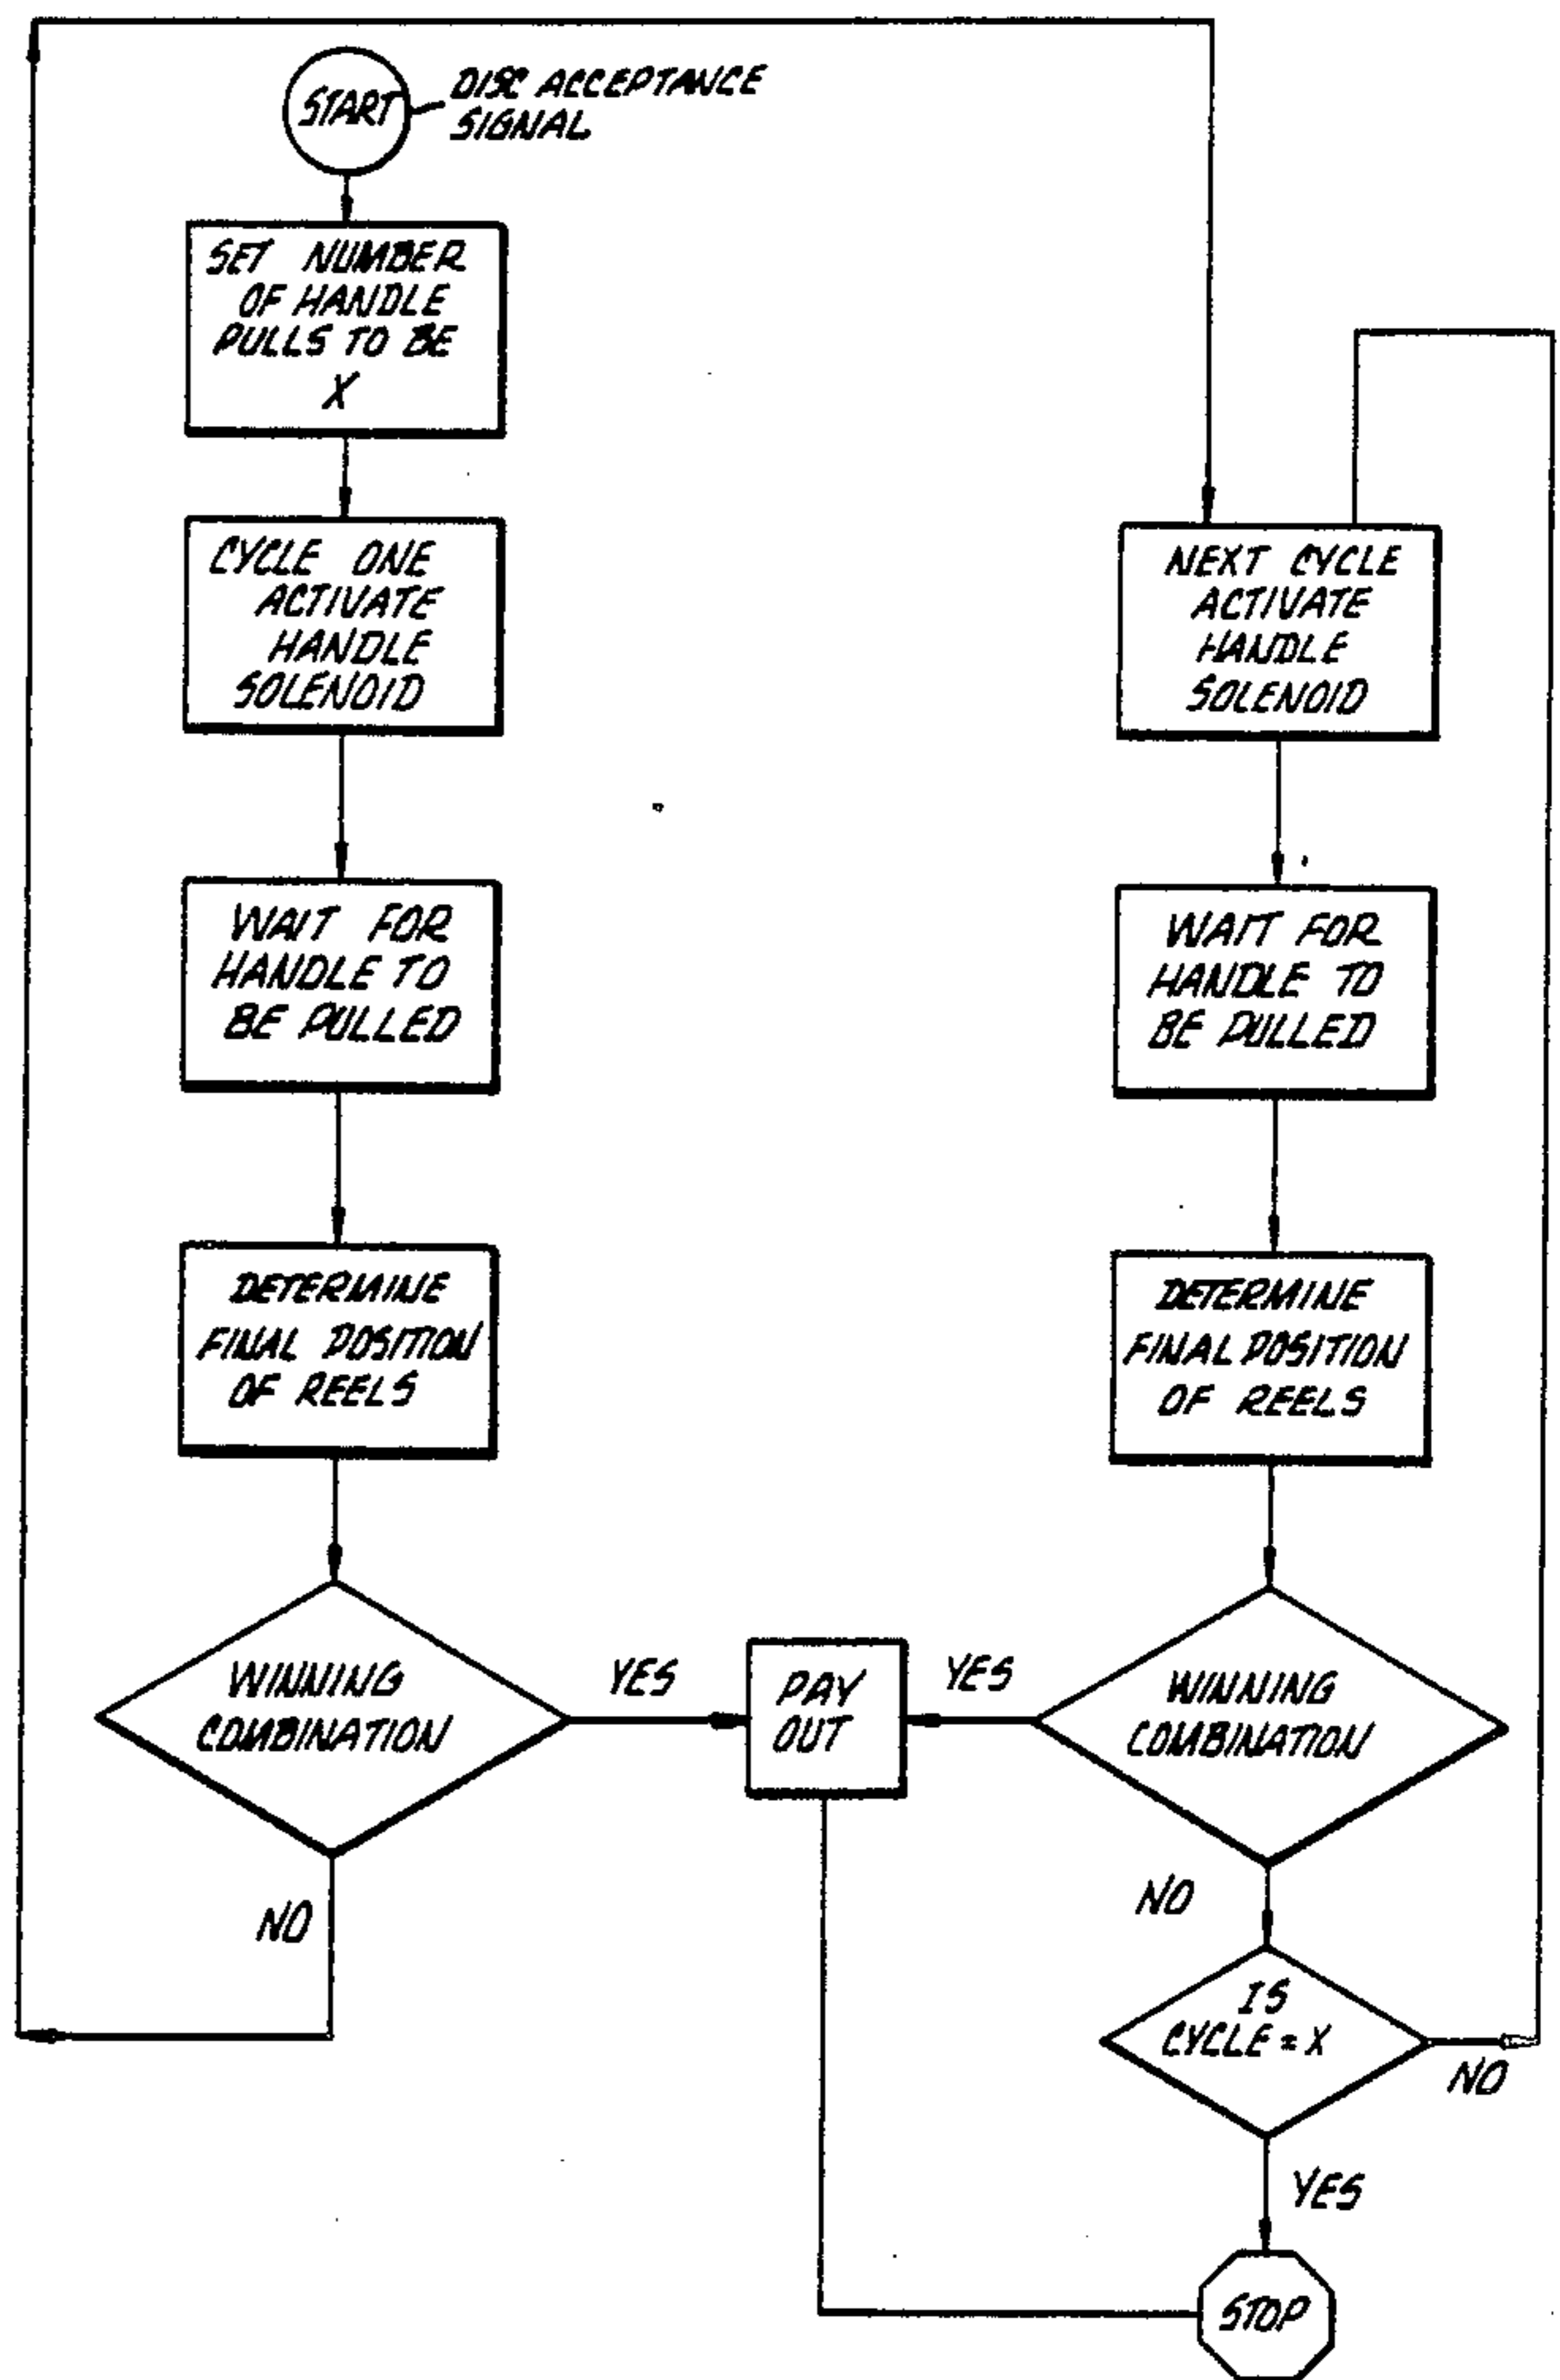 START
DISC ACCEPTANCE
SIGNAL
SET NUMBER
OF HANDLE
PULLS TO BE
X
CYCLE ONE
ACTIVATE
HANDLE
SOLENOID
WAIT FOR
HANDLE TO
BE PULLED
DETERMINE
FINAL POSITION
OF REELS
WINNING
COMBINATION
YES
NO
PAY
OUT
NEXT CYCLE
ACTIVATE
HANDLE
SOLENOID
WAIT FOR
HANDLE TO
BE PULLED
DETERMINE
FINAL POSITION
OF REELS
WINNING
COMBINATION
YES
NO
IS
CYCLE = X
NO
YES
STOP